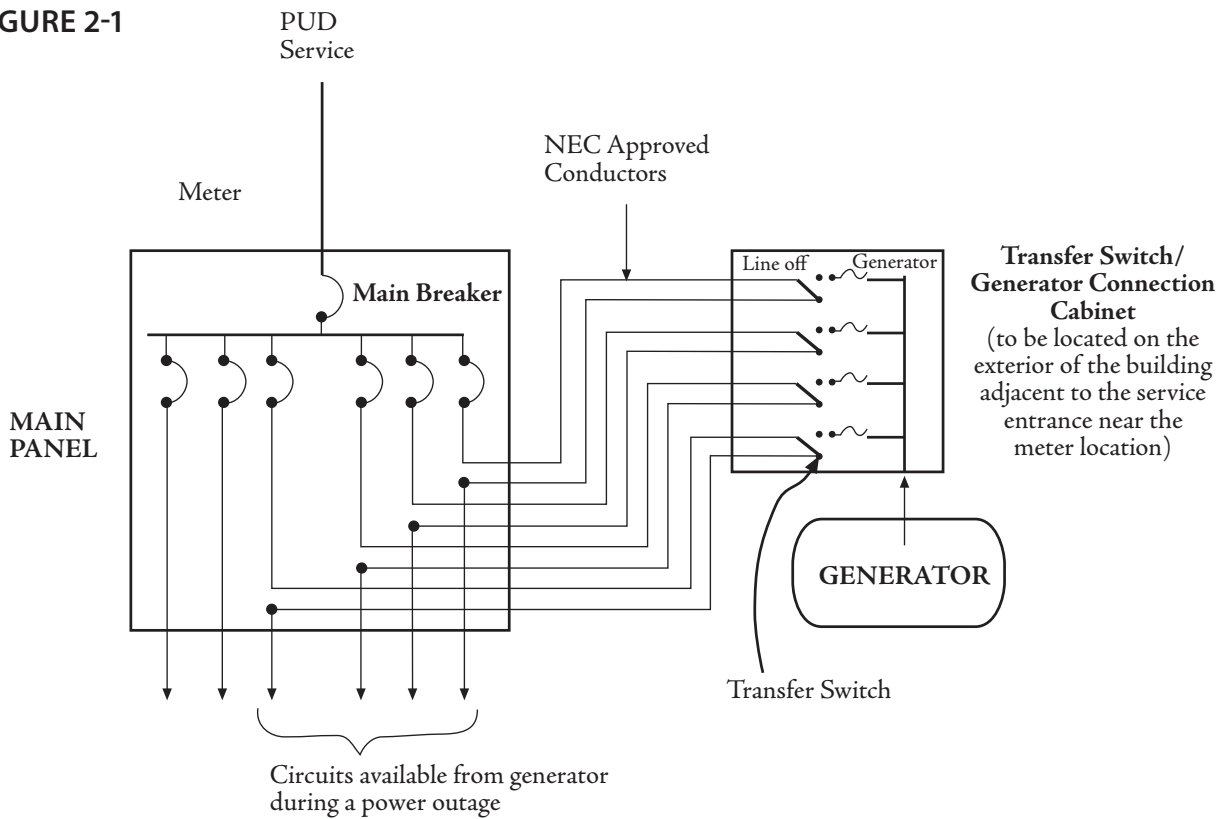 GURE 2-1
PUD
Service
NEC Approved
Conductors
Meter
Main Breaker
Line off
Generator
Transfer Switch/
Generator Connection
Cabinet
(to be located on the
exterior of the building
adjacent to the service
entrance near the
meter location)
MAIN
PANEL
GENERATOR
Transfer Switch
Circuits available from generator
during a power outage